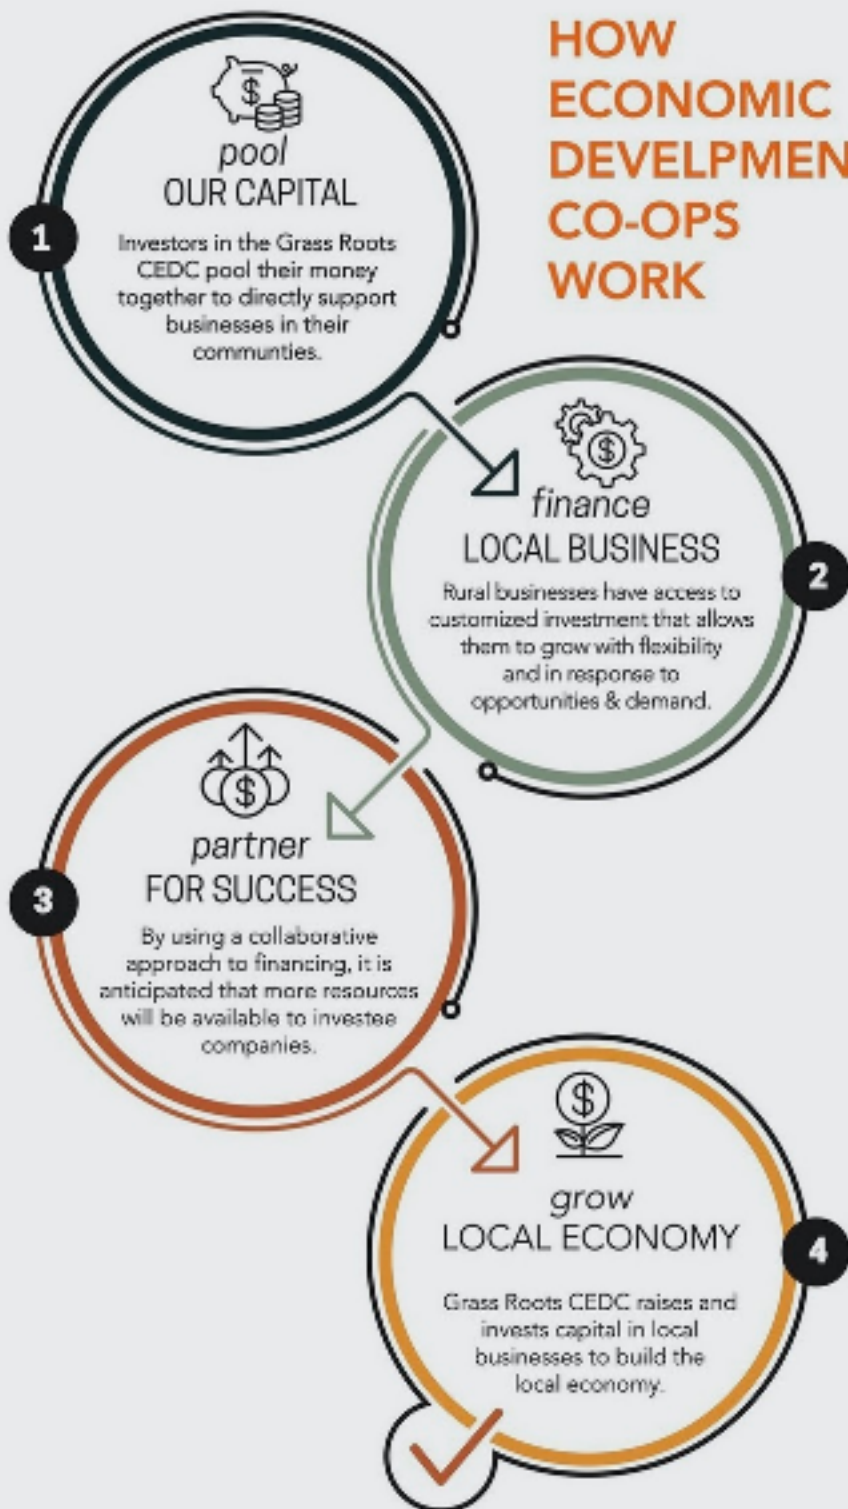 HOW
ECONOMIC
DEVELPMEN
CO-OPS
WORK
1
pool
OUR CAPITAL
Investors in the Grass Roots
CEDC pool their money
together to directly support
businesses in their
communties.
2
finance
LOCAL BUSINESS
Rural businesses have access to
customized investment that allows
them to grow with flexibility
and in response to
opportunities & demand.
3
partner
FOR SUCCESS
By using a collaborative
approach to financing, it is
anticipated that more resources
will be available to investee
companies.
4
grow
LOCAL ECONOMY
Grass Roots CEDC raises and
invests capital in local
businesses to build the
local economy.